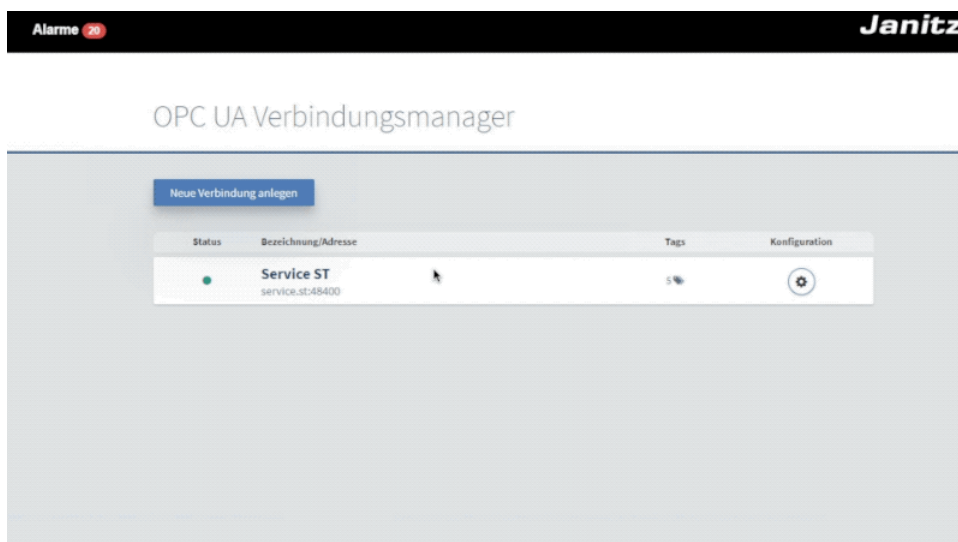 Alarme 20
Janitz
OPC UA Verbindungsmanager
Neue Verbindung anlegen
Status Bezeichnung/Adresse Tags Konfiguration
Service ST 5
service.st:48400